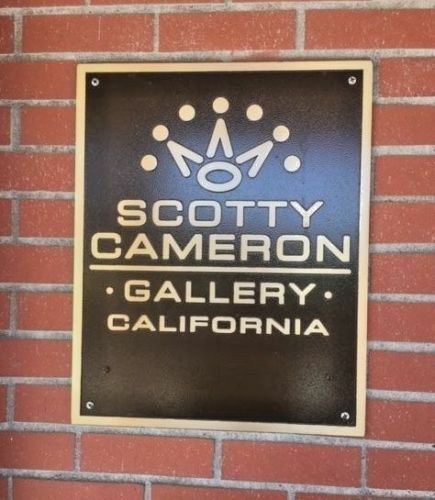 SCOTTY
CAMERON
· GALLERY ·
CALIFORNIA